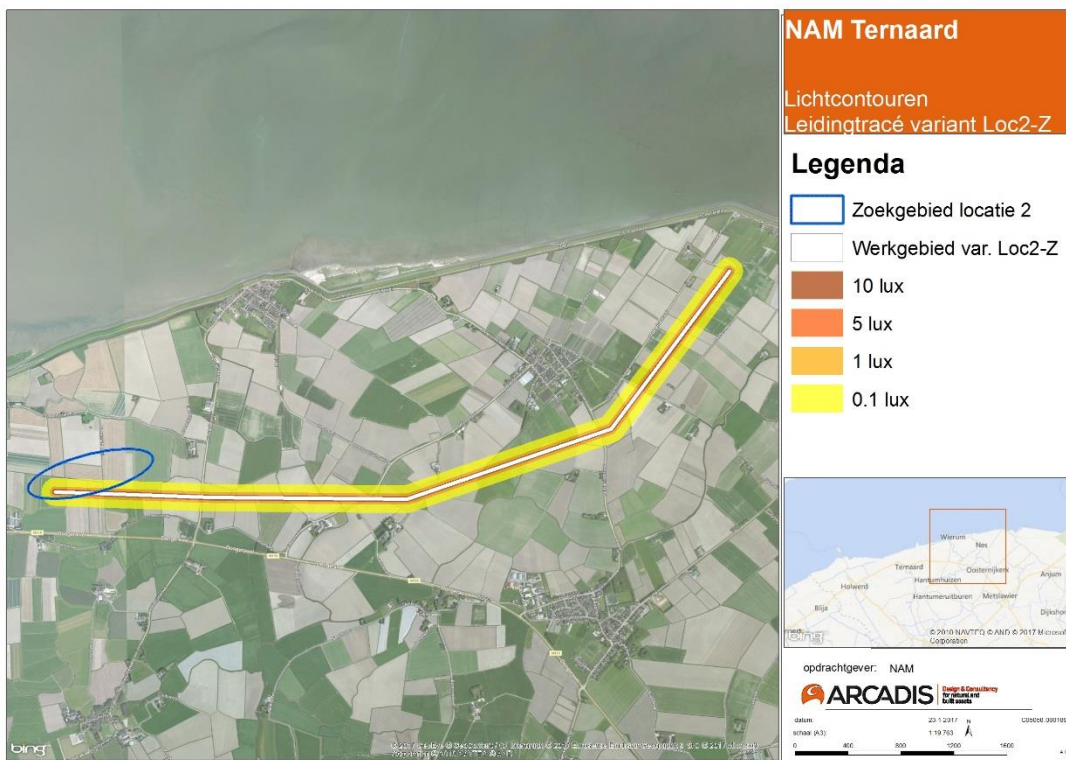 NAM Ternaard
Lichtcontouren
Leidingtracé variant Loc2-Z
Legenda
Zoekgebied locatie 2
Werkgebied var. Loc2-Z
10 lux
5 lux
1 lux
0.1 lux
Wierum
Nes
Ternaard
Oosternijkerk
Hantumhuizen
Anjum
Holwerd
Hantumeruitburen
Metslawier
Blija
bing
© 2010 NAVTEQ © AND © 2017 Microsoft
Corporation
opdrachtgever: NAM
ARCADIS
Design & Consultancy
for natural and
built assets
datum: 23-1-2017 N
schaal (A3): 1:19.763
0 400 800 1200 1600
bing